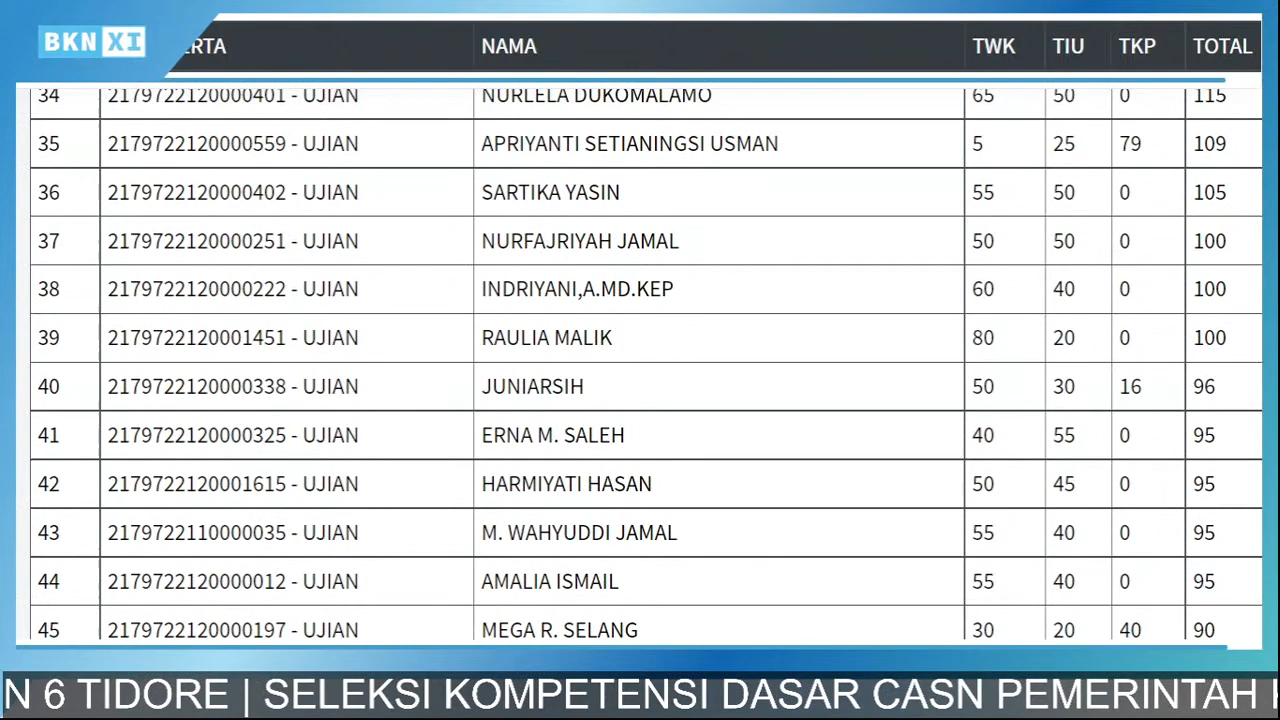 BKN XI
ERTA NAMA TWK TIU TKP TOTAL
34 2179722120000401 - UJIAN NURLELA DUKOMALAMO 65 50 0 115
35 2179722120000559 - UJIAN APRIYANTI SETIANINGSI USMAN 5 25 79 109
36 2179722120000402 - UJIAN SARTIKA YASIN 55 50 0 105
37 2179722120000251 - UJIAN NURFAJRIYAH JAMAL 50 50 0 100
38 2179722120000222 - UJIAN INDRIYANI,A.MD.KEP 60 40 0 100
39 2179722120001451 - UJIAN RAULIA MALIK 80 20 0 100
40 2179722120000338 - UJIAN JUNIARSIH 50 30 16 96
41 2179722120000325 - UJIAN ERNA M. SALEH 40 55 0 95
42 2179722120001615 - UJIAN HARMIYATI HASAN 50 45 0 95
43 2179722110000035 - UJIAN M. WAHYUDDI JAMAL 55 40 0 95
44 2179722120000012 - UJIAN AMALIA ISMAIL 55 40 0 95
45 2179722120000197 - UJIAN MEGA R. SELANG 30 20 40 90
N 6 TIDORE | SELEKSI KOMPETENSI DASAR CASN PEMERINTAH